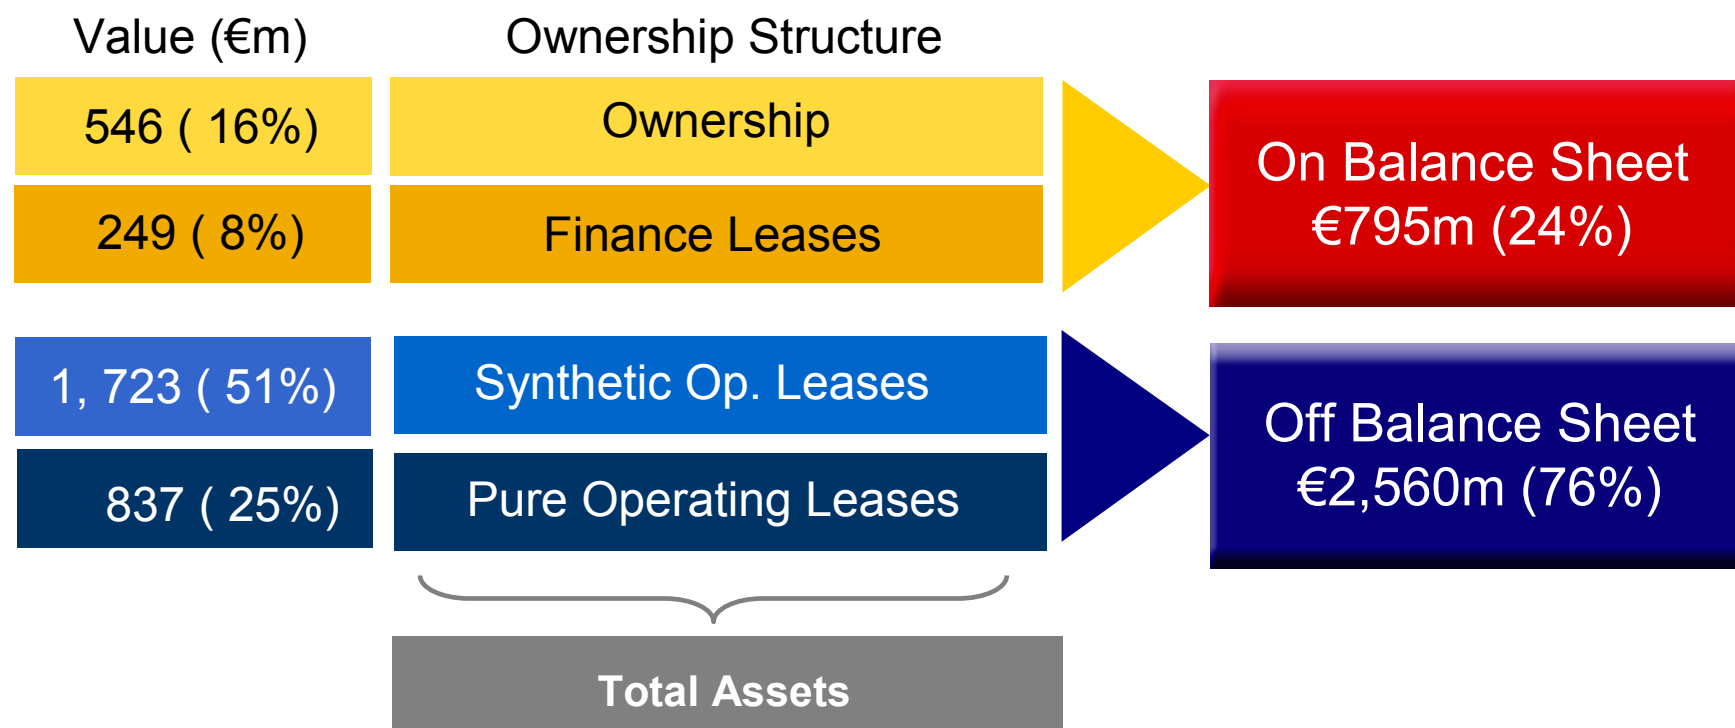 Value (€m) Ownership Structure
546 ( 16%) Ownership
249 ( 8%) Finance Leases
On Balance Sheet
€795m (24%)
1, 723 ( 51%) Synthetic Op. Leases
837 ( 25%) Pure Operating Leases
Off Balance Sheet
€2,560m (76%)
Total Assets